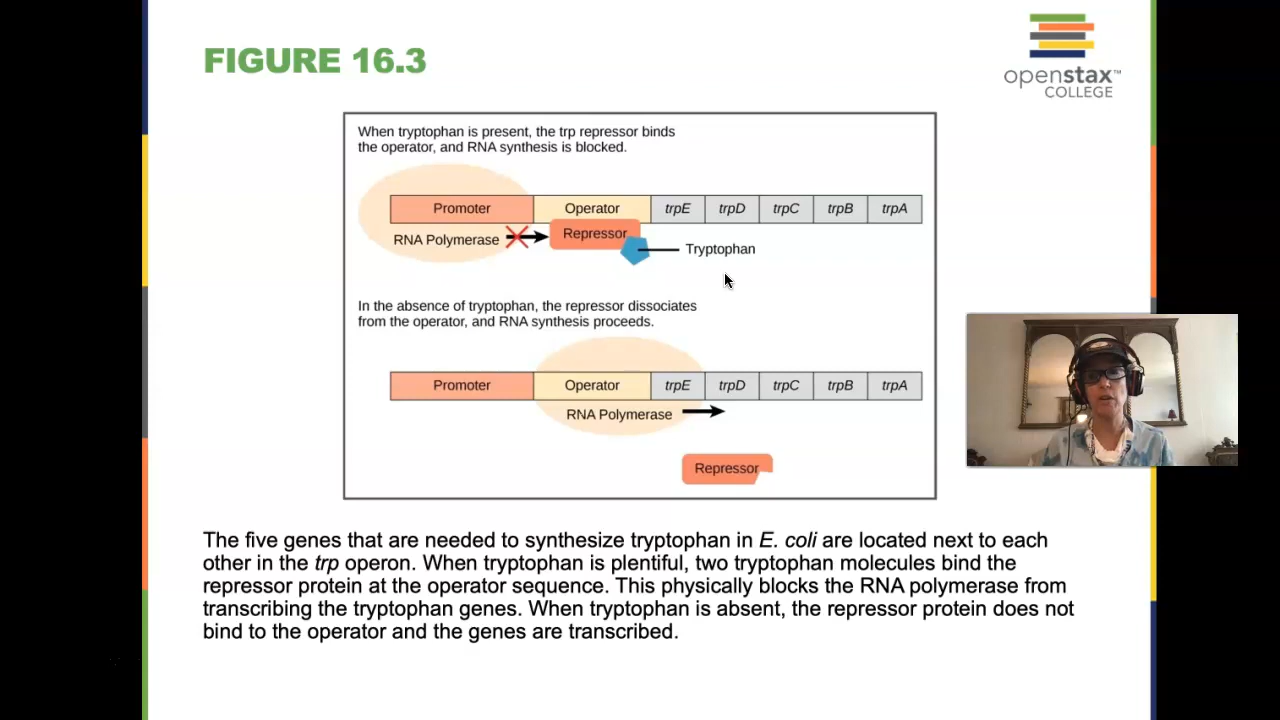 FIGURE 16.3
openstax™
COLLEGE
When tryptophan is present, the trp repressor binds
the operator, and RNA synthesis is blocked.
Promoter Operator trpE trpD trpC trpB trpA
RNA Polymerase Repressor
Tryptophan
In the absence of tryptophan, the repressor dissociates
from the operator, and RNA synthesis proceeds.
Promoter Operator trpE trpD trpC trpB trpA
RNA Polymerase
Repressor
The five genes that are needed to synthesize tryptophan in E. coli are located next to each
other in the trp operon. When tryptophan is plentiful, two tryptophan molecules bind the
repressor protein at the operator sequence. This physically blocks the RNA polymerase from
transcribing the tryptophan genes. When tryptophan is absent, the repressor protein does not
bind to the operator and the genes are transcribed.